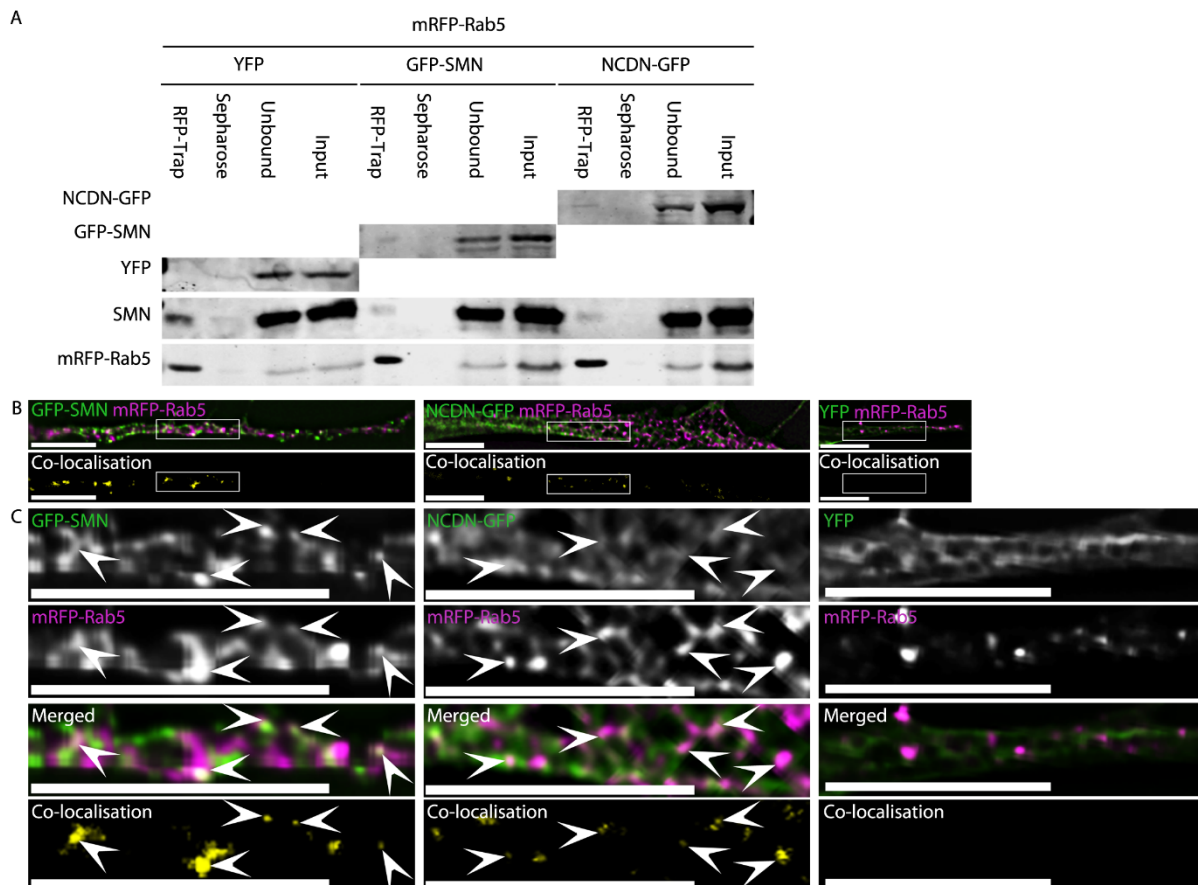 A
mRFP-Rab5
YFP GFP-SMN NCDN-GFP
RFP-Trap Sepharose Unbound Input RFP-Trap Sepharose Unbound Input RFP-Trap Sepharose Unbound Input
NCDN-GFP
GFP-SMN
YFP
SMN
mRFP-Rab5
B
GFP-SMN mRFP-Rab5 NCDN-GFP mRFP-Rab5 YFP mRFP-Rab5
Co-localisation Co-localisation Co-localisation
C
GFP-SMN NCDN-GFP YFP
mRFP-Rab5 mRFP-Rab5 mRFP-Rab5
Merged Merged Merged
Co-localisation Co-localisation Co-localisation